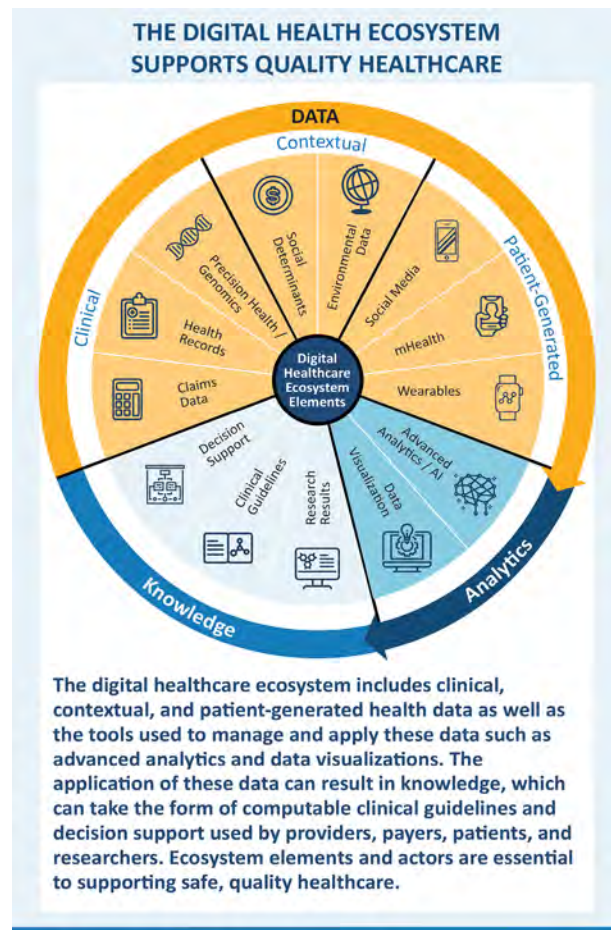 THE DIGITAL HEALTH ECOSYSTEM
SUPPORTS QUALITY HEALTHCARE
DATA
Contextual
Clinical
Patient-Generated
Claims
Data
Health
Records
Precision Health /
Genomics
Social
Determinants
Environmental
Data
Social Media
mHealth
Wearables
Digital
Healthcare
Ecosystem
Elements
Advanced
Analytics / AI
Data
Visualization
Research
Results
Clinical
Guidelines
Decision
Support
Analytics
Knowledge
The digital healthcare ecosystem includes clinical,
contextual, and patient-generated health data as well as
the tools used to manage and apply these data such as
advanced analytics and data visualizations. The
application of these data can result in knowledge, which
can take the form of computable clinical guidelines and
decision support used by providers, payers, patients, and
researchers. Ecosystem elements and actors are essential
to supporting safe, quality healthcare.